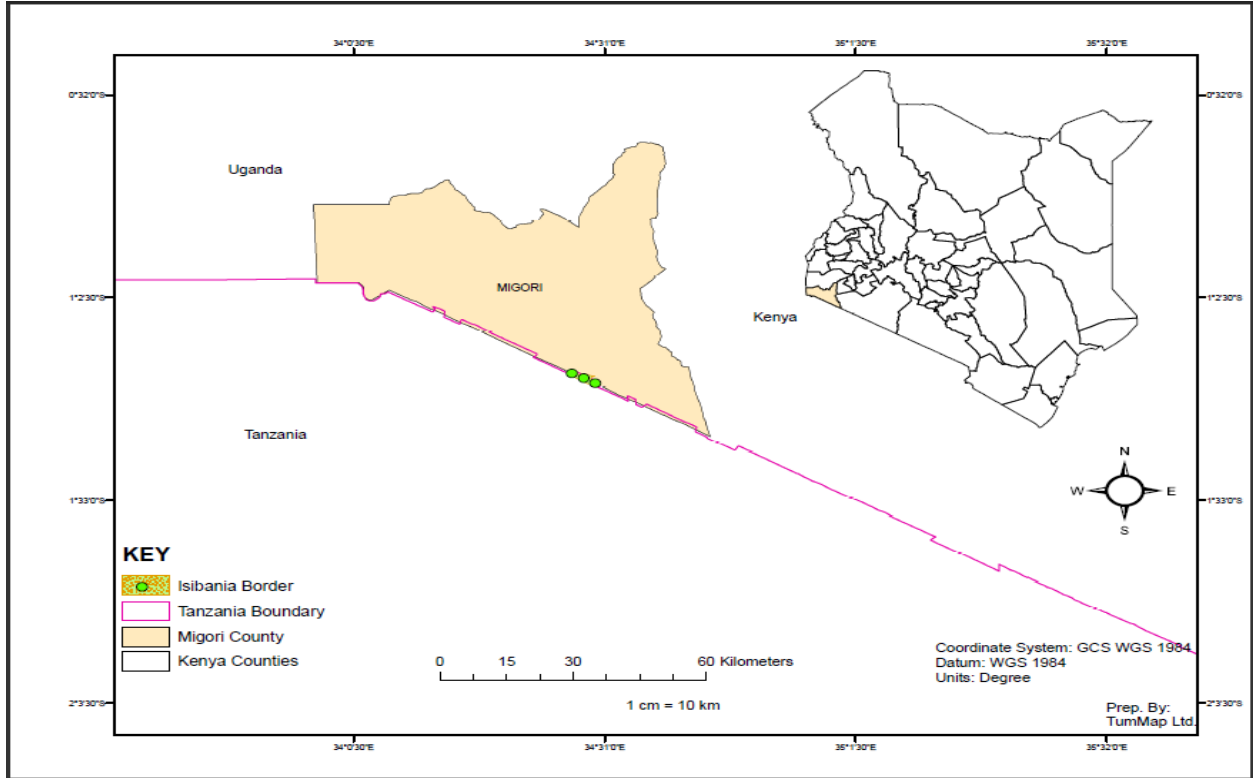 34°0'30"E
34°31'0"E
35°1'30"E
35°32'0"E
0°32'0"S
0°32'0"S
Uganda
MIGORI
1°2'30"S
1°2'30"S
Kenya
Tanzania
N
W
E
S
1°33'0"S
1°33'0"S
KEY
Isibania Border
Tanzania Boundary
Migori County
Kenya Counties
0 15 30 60 Kilometers
1 cm = 10 km
Coordinate System: GCS WGS 1984
Datum: WGS 1984
Units: Degree
Prep. By:
TumMap Ltd.
2°3'30"S
2°3'30"S
34°0'30"E
34°31'0"E
35°1'30"E
35°32'0"E